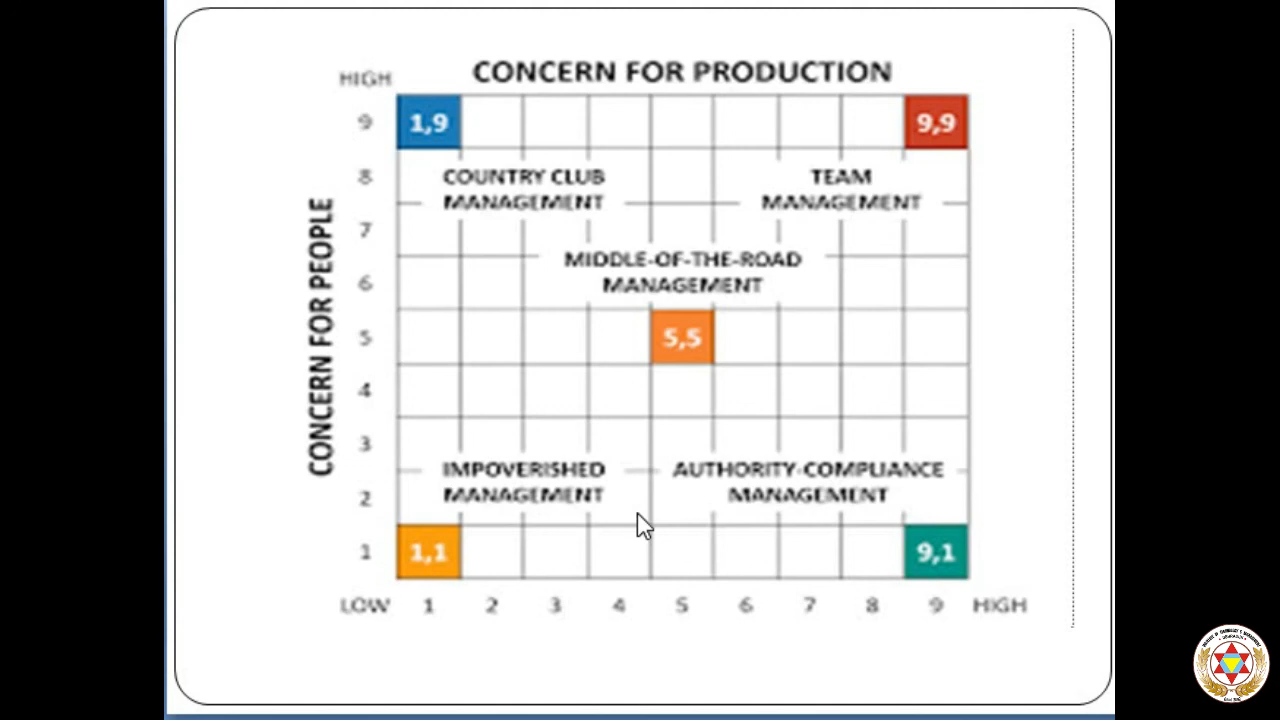 CONCERN FOR PRODUCTION
HIGH
9
1,9
9,9
8
COUNTRY CLUB
MANAGEMENT
TEAM
MANAGEMENT
7
CONCERN FOR PEOPLE
MIDDLE-OF-THE-ROAD
MANAGEMENT
6
5
5,5
4
3
IMPOVERISHED
MANAGEMENT
AUTHORITY-COMPLIANCE
MANAGEMENT
2
1
1,1
9,1
LOW 1 2 3 4 5 6 7 8 9 HIGH